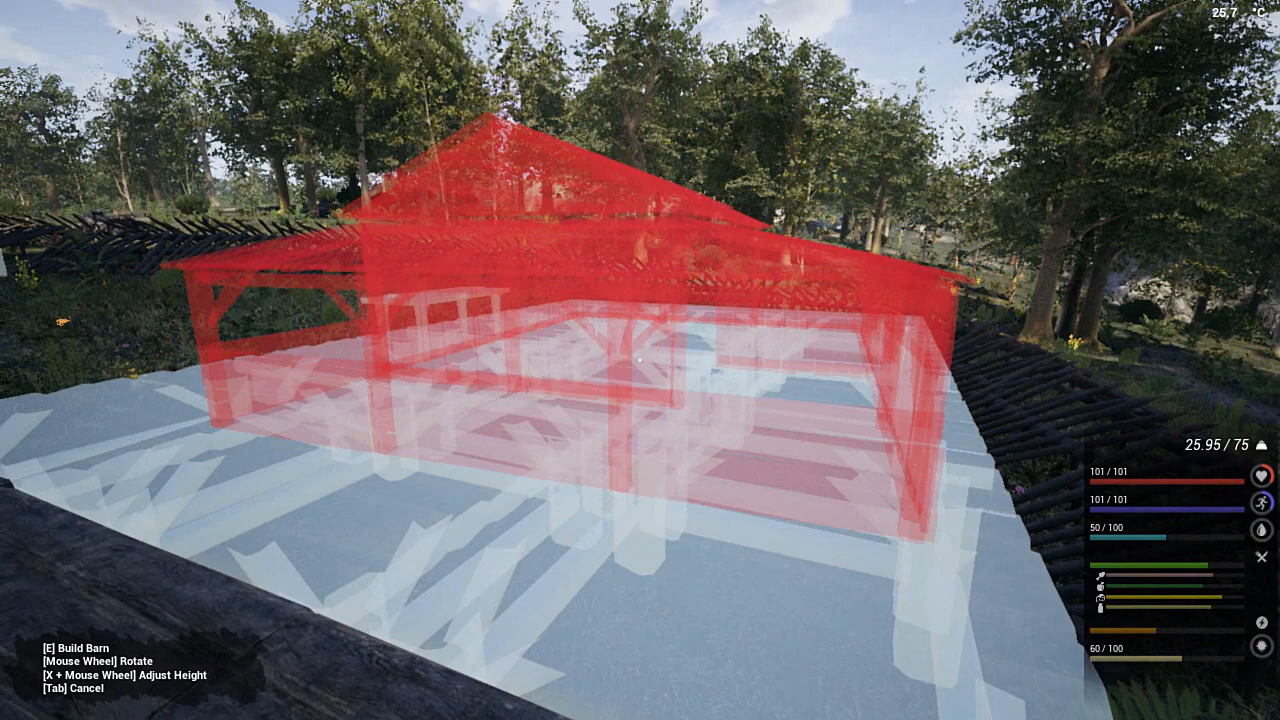 25,7 °C
25.95 / 75
101 / 101
101 / 101
50 / 100
60 / 100
[E] Build Barn
[Mouse Wheel] Rotate
[X + Mouse Wheel] Adjust Height
[Tab] Cancel